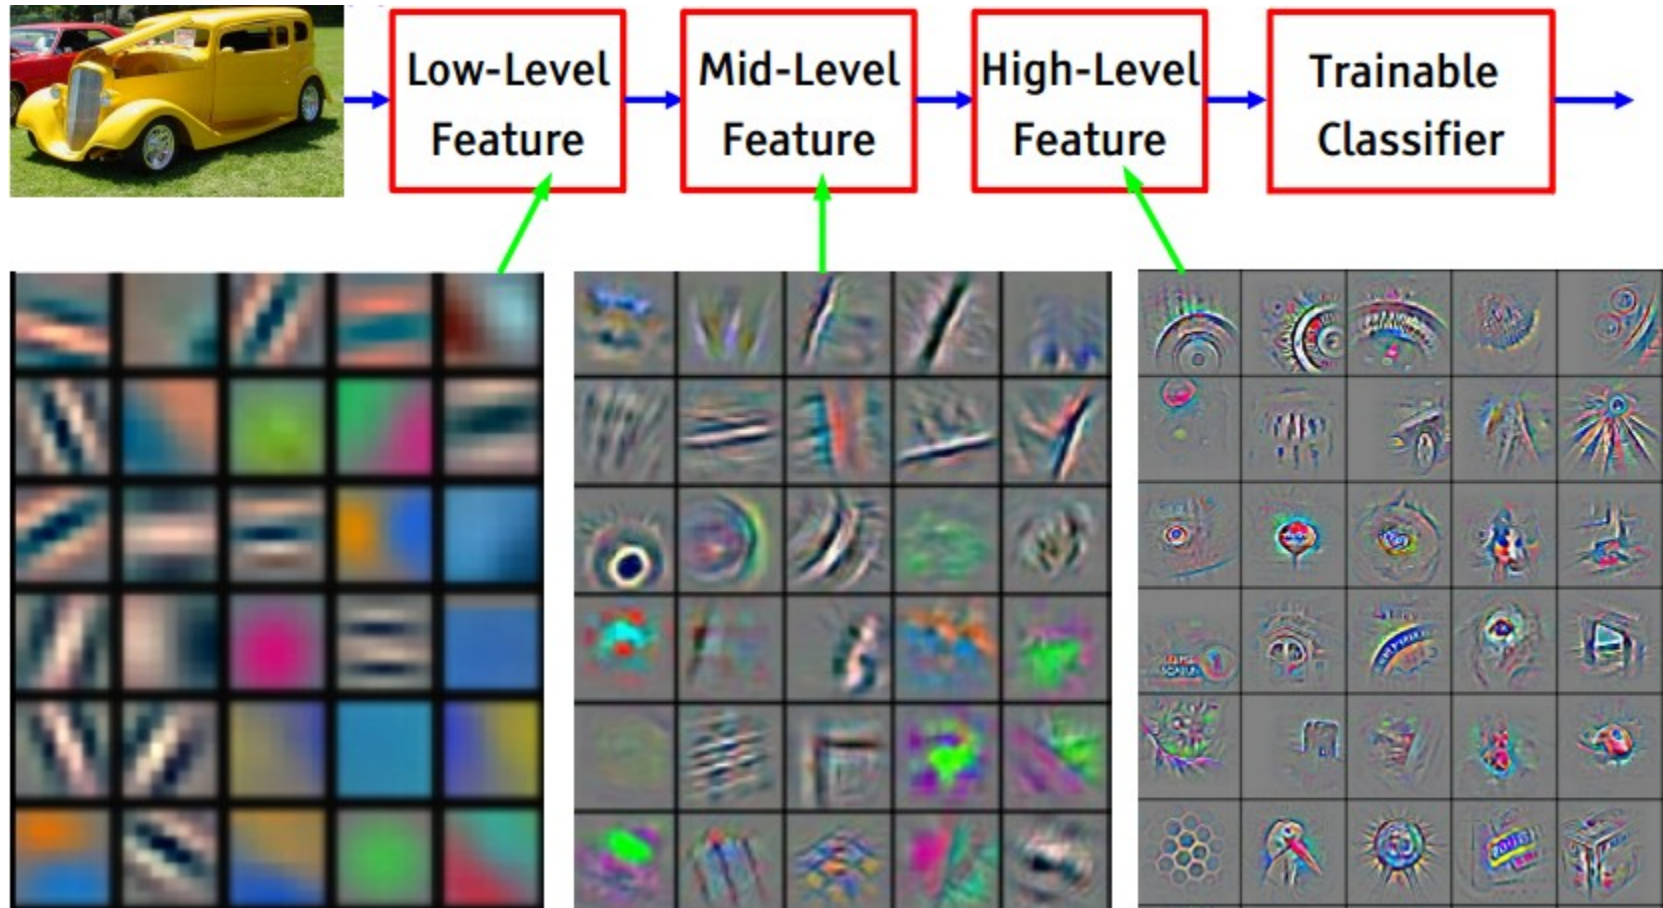 Low-Level
Feature
Mid-Level
Feature
High-Level
Feature
Trainable
Classifier